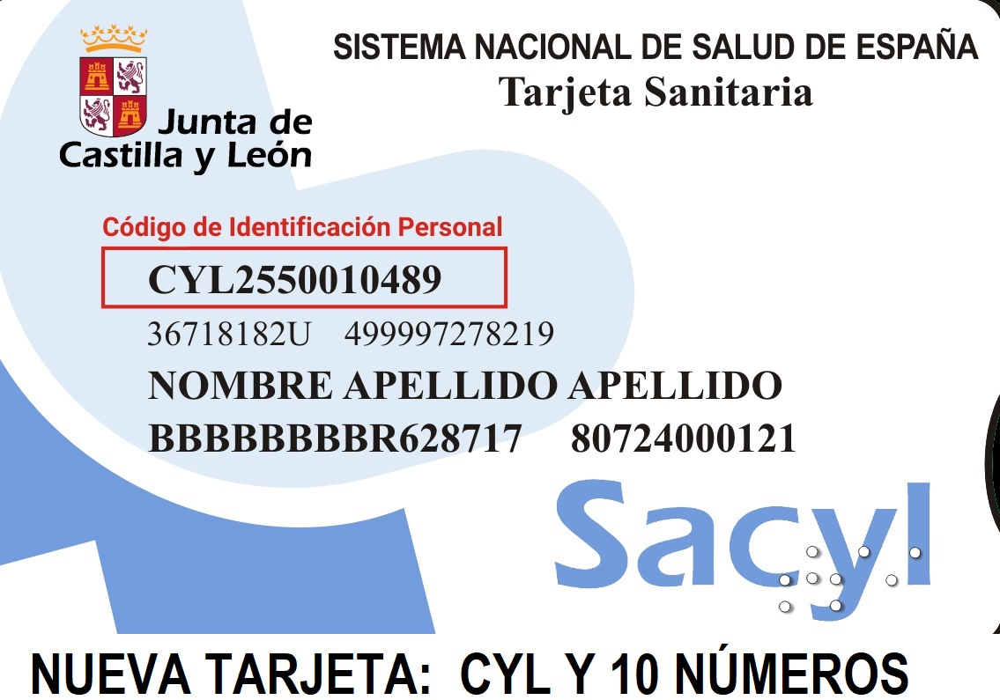 SISTEMA NACIONAL DE SALUD DE ESPAÑA
Tarjeta Sanitaria
Junta de
Castilla y León
Código de Identificación Personal
CYL2550010489
36718182U 499997278219
NOMBRE APELLIDO APELLIDO
BBBBBBBBBR628717 80724000121
Sacyl
NUEVA TARJETA: CYL Y 10 NÚMEROS